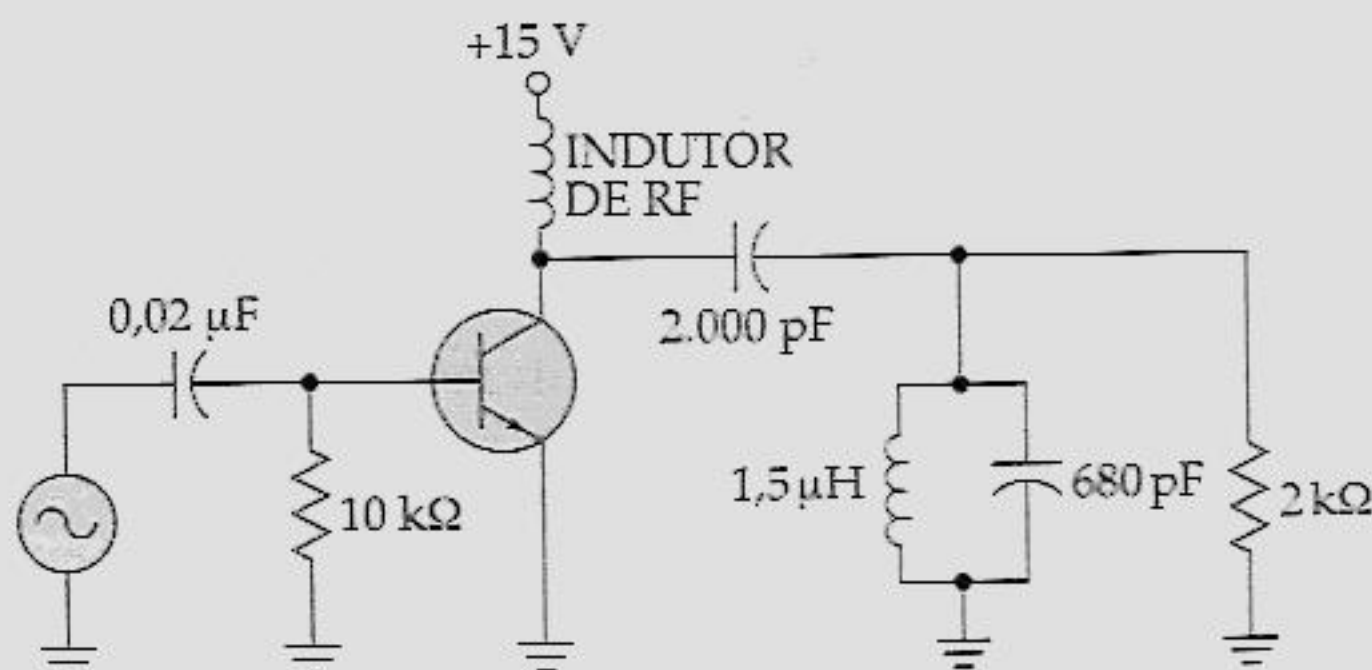 +15 V
INDUTOR
DE RF
0,02 µF
2.000 pF
10 kΩ
1,5 µH
680 pF
2 kΩ